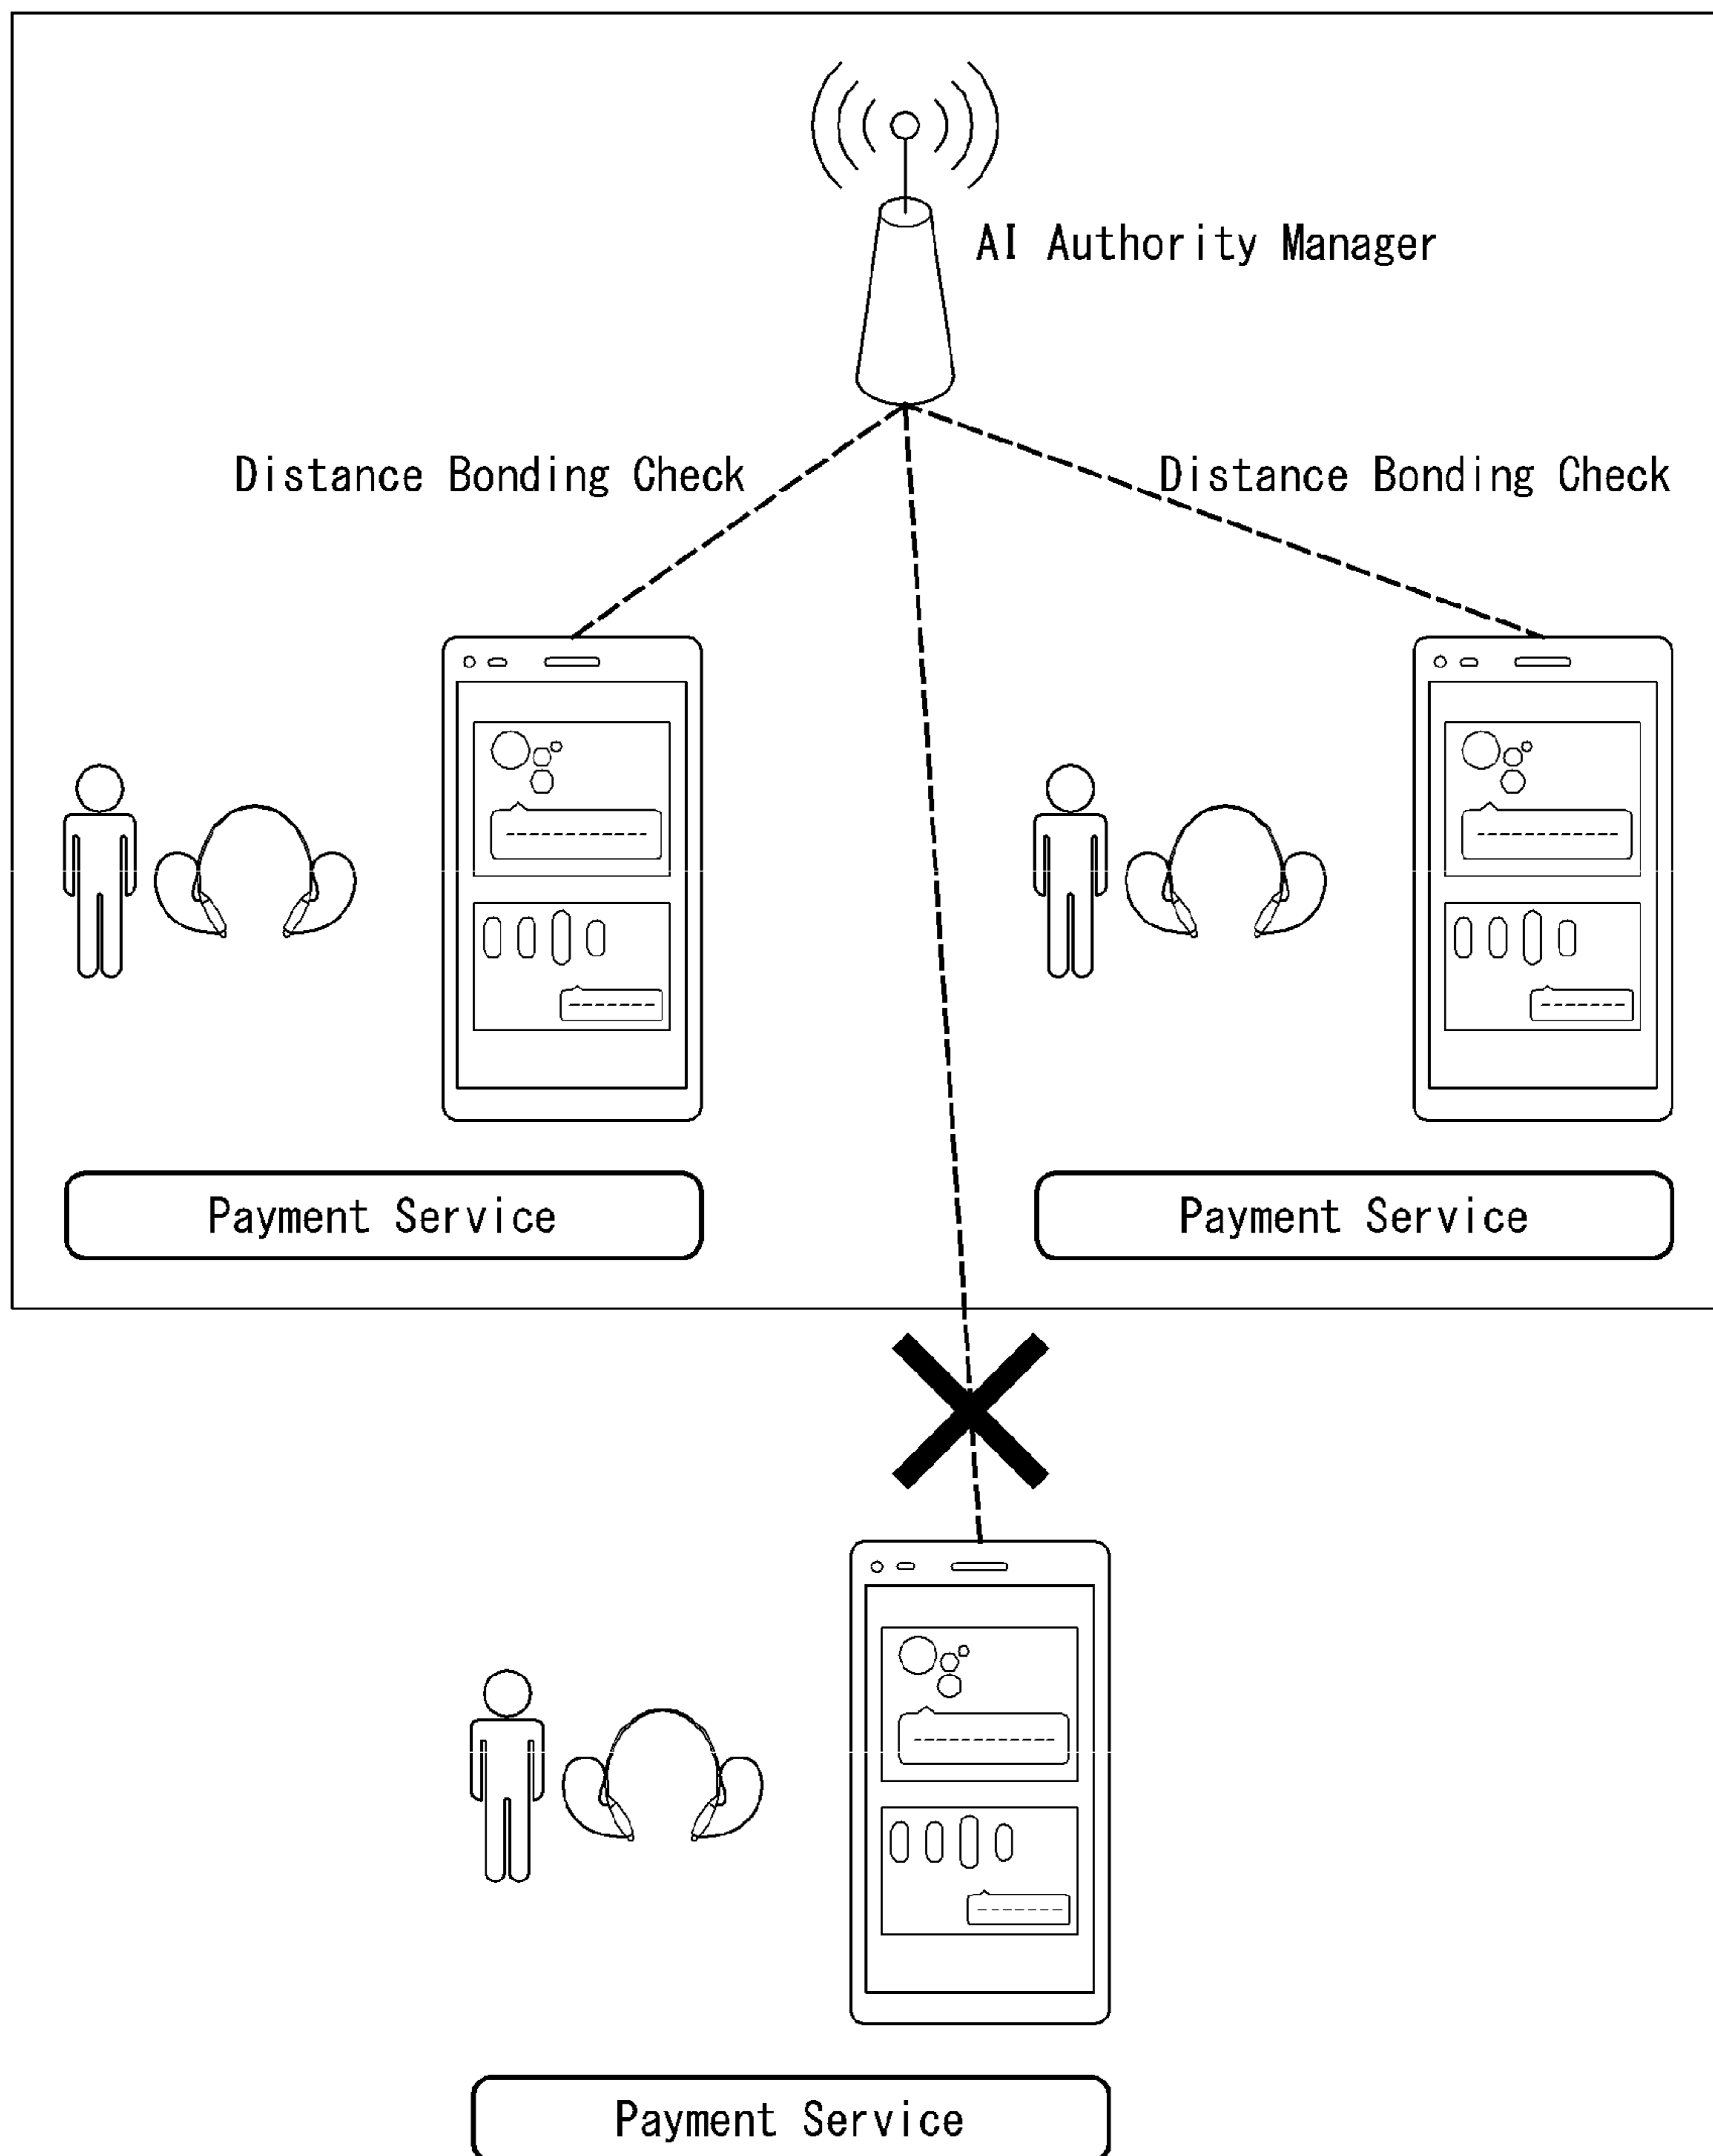 AI Authority Manager
Distance Bonding Check
Distance Bonding Check
Payment Service
Payment Service
Payment Service